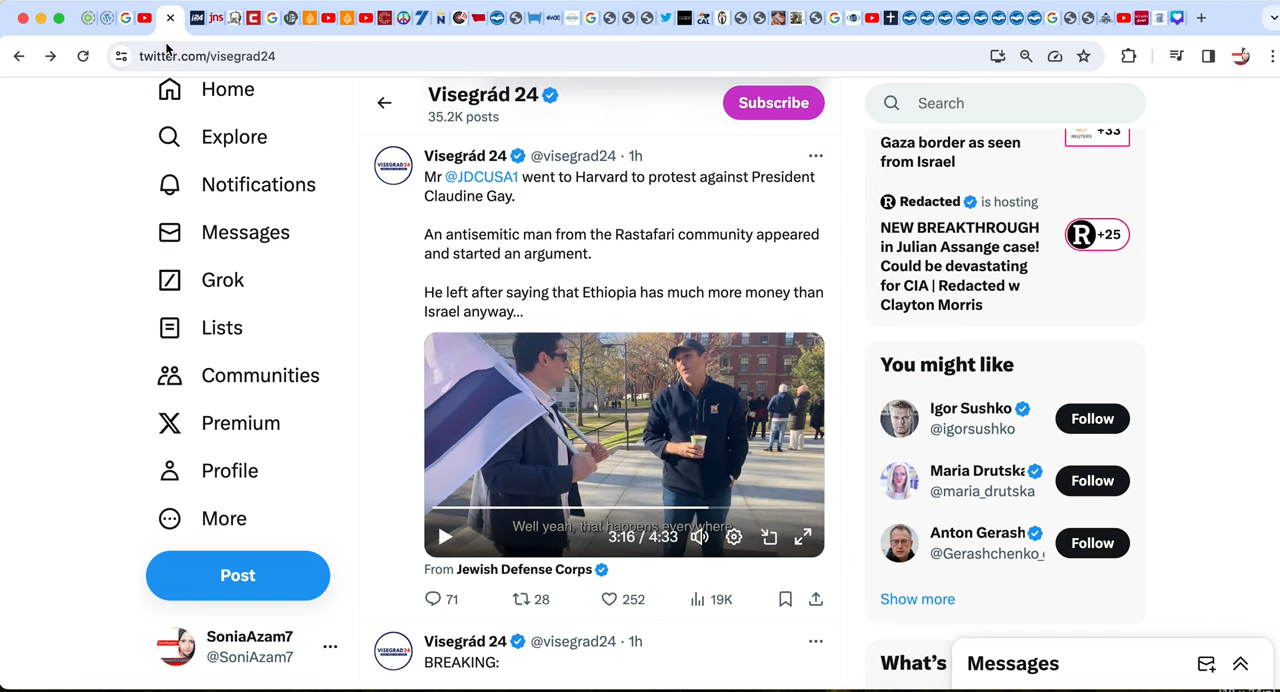 jns
twitter.com/visegrad24
Home
Explore
Notifications
Messages
Grok
Lists
Communities
Premium
Profile
More
Post
SoniaAzam7
@SoniAzam7
Visegrád 24
35.2K posts
Subscribe
VISEGRAD24
Visegrád 24 @visegrad24 · 1h
Mr @JDCUSA1 went to Harvard to protest against President
Claudine Gay.
An antisemitic man from the Rastafari community appeared
and started an argument.
He left after saying that Ethiopia has much more money than
Israel anyway...
Well yeah, that happens everywhere
3:16 / 4:33
From Jewish Defense Corps
71 28 252 19K
VISEGRAD24
Visegrád 24 @visegrad24 · 1h
BREAKING:
Search
Gaza border as seen
from Israel
REUTERS
+33
Redacted is hosting
NEW BREAKTHROUGH
in Julian Assange case!
Could be devastating
for CIA | Redacted w
Clayton Morris
R +25
You might like
Igor Sushko
@igorsushko
Follow
Maria Drutska
@maria_drutska
Follow
Anton Gerash
@Gerashchenko_
Follow
Show more
What's
Messages